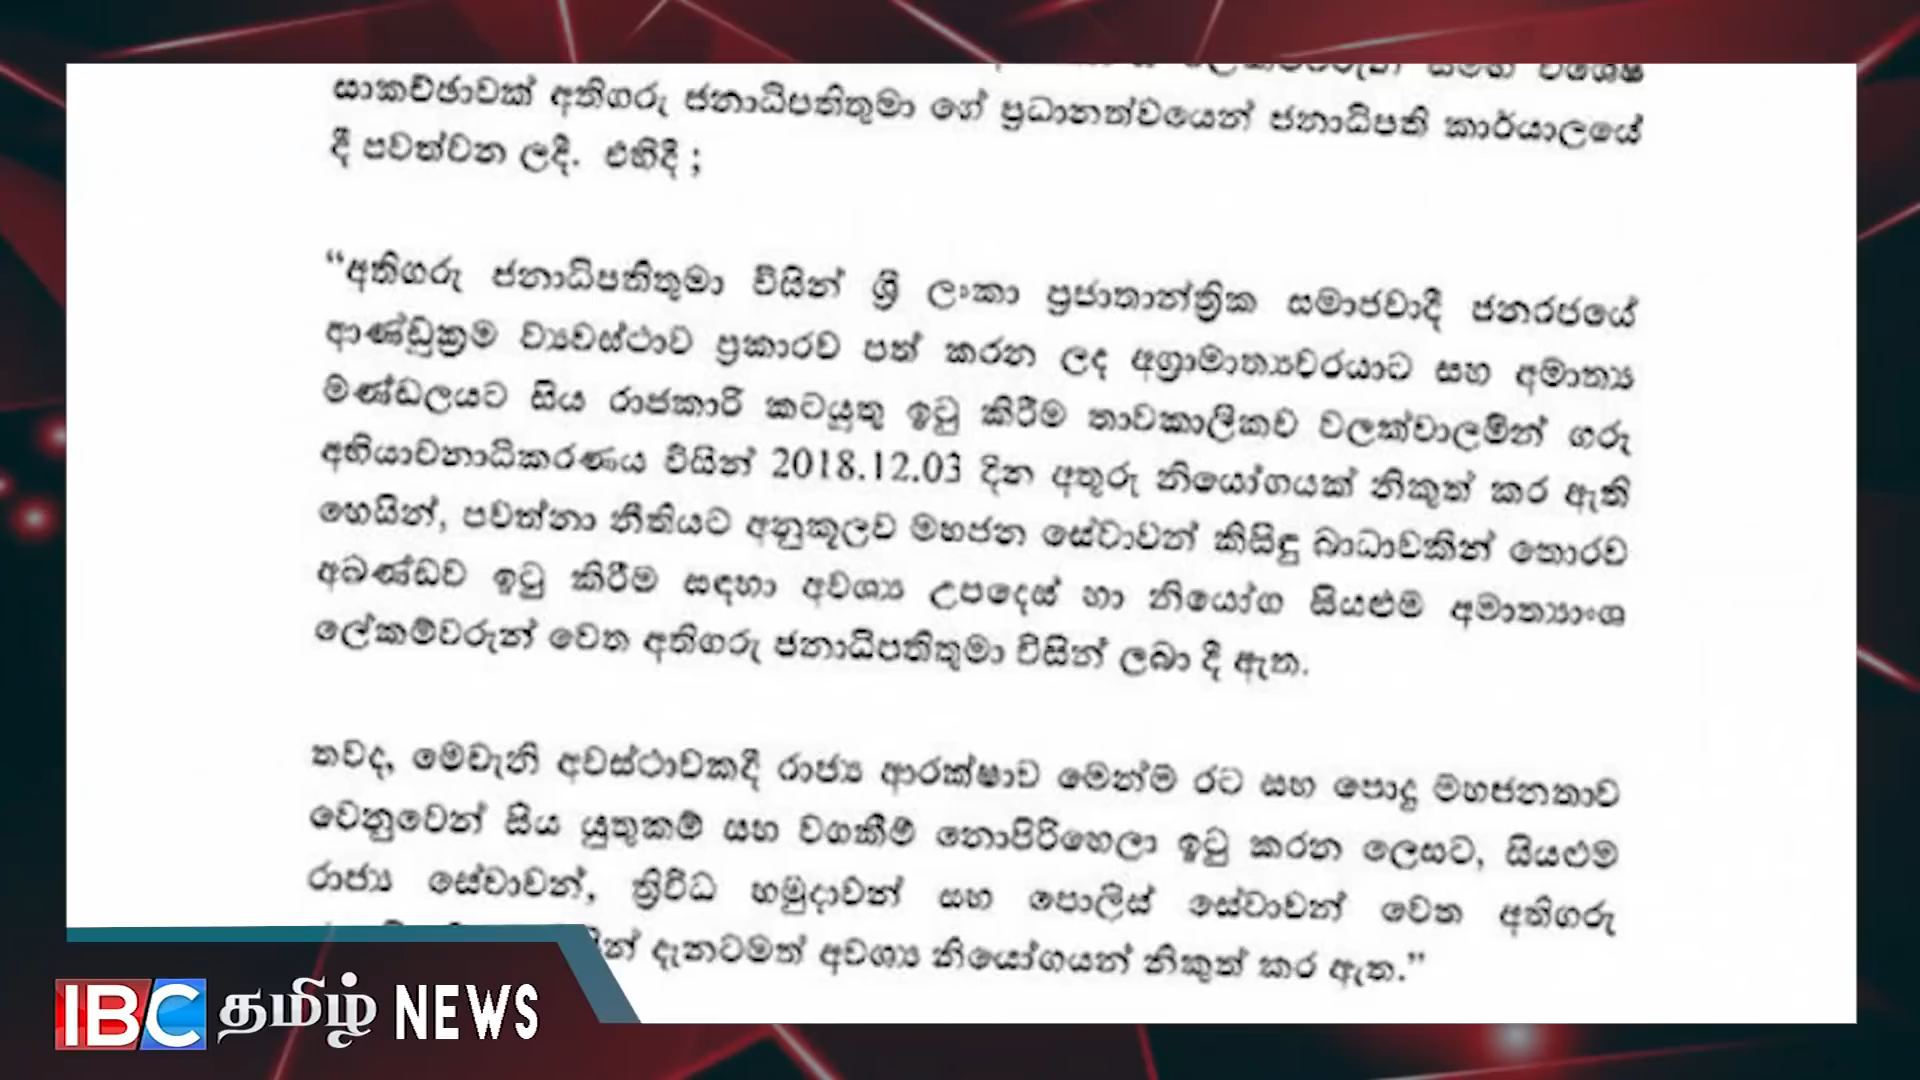 සමග විශේෂ
සාකච්ඡාවක් අතිගරු ජනාධිපතිතුමා ගේ ප්‍රධානත්වයෙන් ජනාධිපති කාර්යාලයේ
දී පවත්වන ලදී. එහිදී ;
“අතිගරු ජනාධිපතිතුමා විසින් ශ්‍රී ලංකා ප්‍රජාතාන්ත්‍රික සමාජවාදී ජනරජයේ
ආණ්ඩුක්‍රම ව්‍යවස්ථාව ප්‍රකාරව පත් කරන ලද අග්‍රාමාත්‍යවරයාට සහ අමාත්‍ය
මණ්ඩලයට සිය රාජකාරි කටයුතු ඉටු කිරීම තාවකාලිකව වලක්වාලමින් ගරු
අභියාචනාධිකරණය විසින් 2018.12.03 දින අතුරු නියෝගයක් නිකුත් කර ඇති
හෙයින්, පවත්නා නීතියට අනුකූලව මහජන සේවාවන් කිසිඳු බාධාවකින් තොරව
අඛණ්ඩව ඉටු කිරීම සඳහා අවශ්‍ය උපදෙස් හා නියෝග සියළුම අමාත්‍යාංශ
ලේකම්වරුන් වෙත අතිගරු ජනාධිපතිතුමා විසින් ලබා දී ඇත.
තවද, මෙවැනි අවස්ථාවකදී රාජ්‍ය ආරක්ෂාව මෙන්ම රට සහ පොදු මහජනතාව
වෙනුවෙන් සිය යුතුකම් සහ වගකීම් නොපිරිහෙලා ඉටු කරන ලෙසට, සියළුම
රාජ්‍ය සේවාවන්, ත්‍රිවිධ හමුදාවන් සහ පොලිස් සේවාවන් වෙත අතිගරු
දැනටමත් අවශ්‍ය නියෝගයන් නිකුත් කර ඇත.”
IBC தமிழ் NEWS